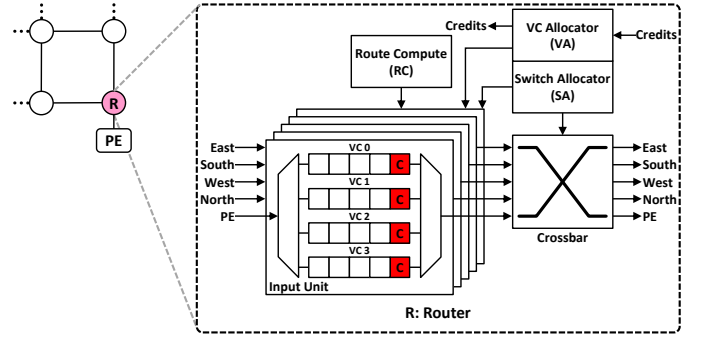 Credits
VC Allocator
(VA)
Credits
Route Compute
(RC)
Switch Allocator
(SA)
R
PE
East
South
West
North
PE
VC 0
C
VC 1
C
VC 2
C
VC 3
C
Input Unit
East
South
West
North
PE
Crossbar
R: Router